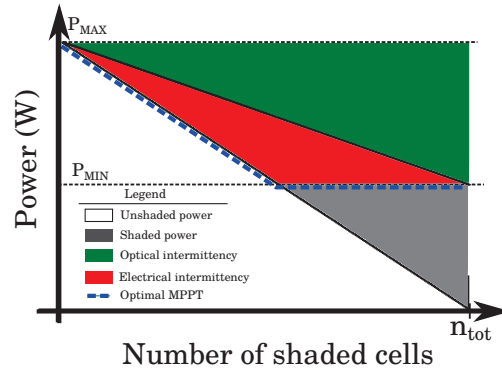 P_MAX
Power (W)
P_MIN
Legend
Unshaded power
Shaded power
Optical intermittency
Electrical intermittency
Optimal MPPT
n_tot
Number of shaded cells